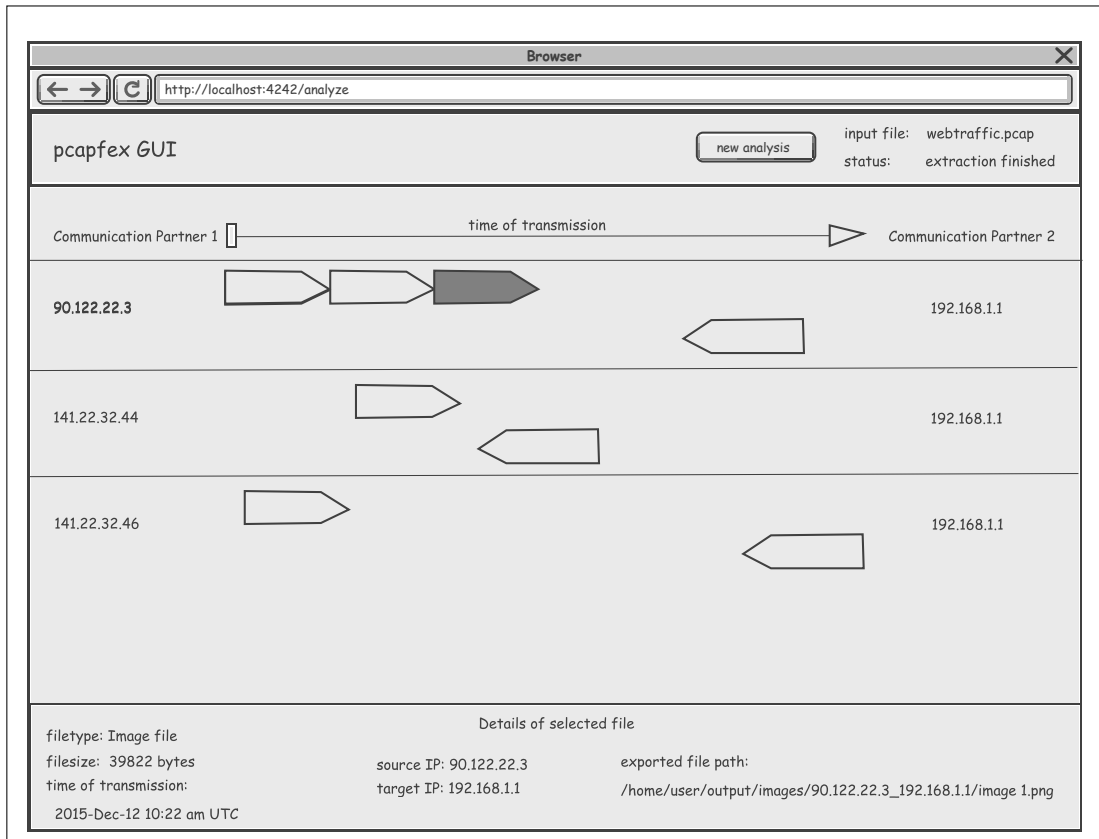 Browser
http://localhost:4242/analyze
pcapfex GUI
new analysis
input file: webtraffic.pcap
status: extraction finished
time of transmission
Communication Partner 1
Communication Partner 2
90.122.22.3
192.168.1.1
141.22.32.44
192.168.1.1
141.22.32.46
192.168.1.1
Details of selected file
filetype: Image file
filesize: 39822 bytes
time of transmission:
2015-Dec-12 10:22 am UTC
source IP: 90.122.22.3
target IP: 192.168.1.1
exported file path:
/home/user/output/images/90.122.22.3_192.168.1.1/image 1.png